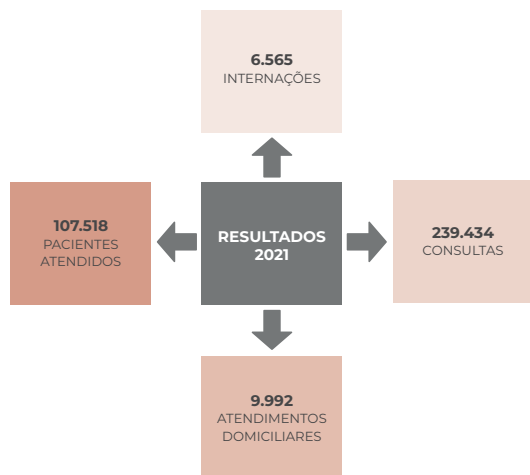 6.565
INTERNAÇÕES
107.518
PACIENTES
ATENDIDOS
RESULTADOS
2021
239.434
CONSULTAS
9.992
ATENDIMENTOS
DOMICILIARES